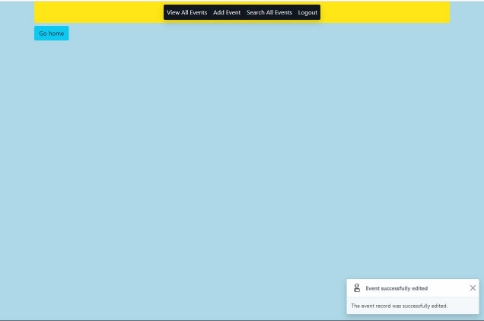 View All Events Add Event Search All Events Logout
Go home
Event successfully edited
The event record was successfully edited.